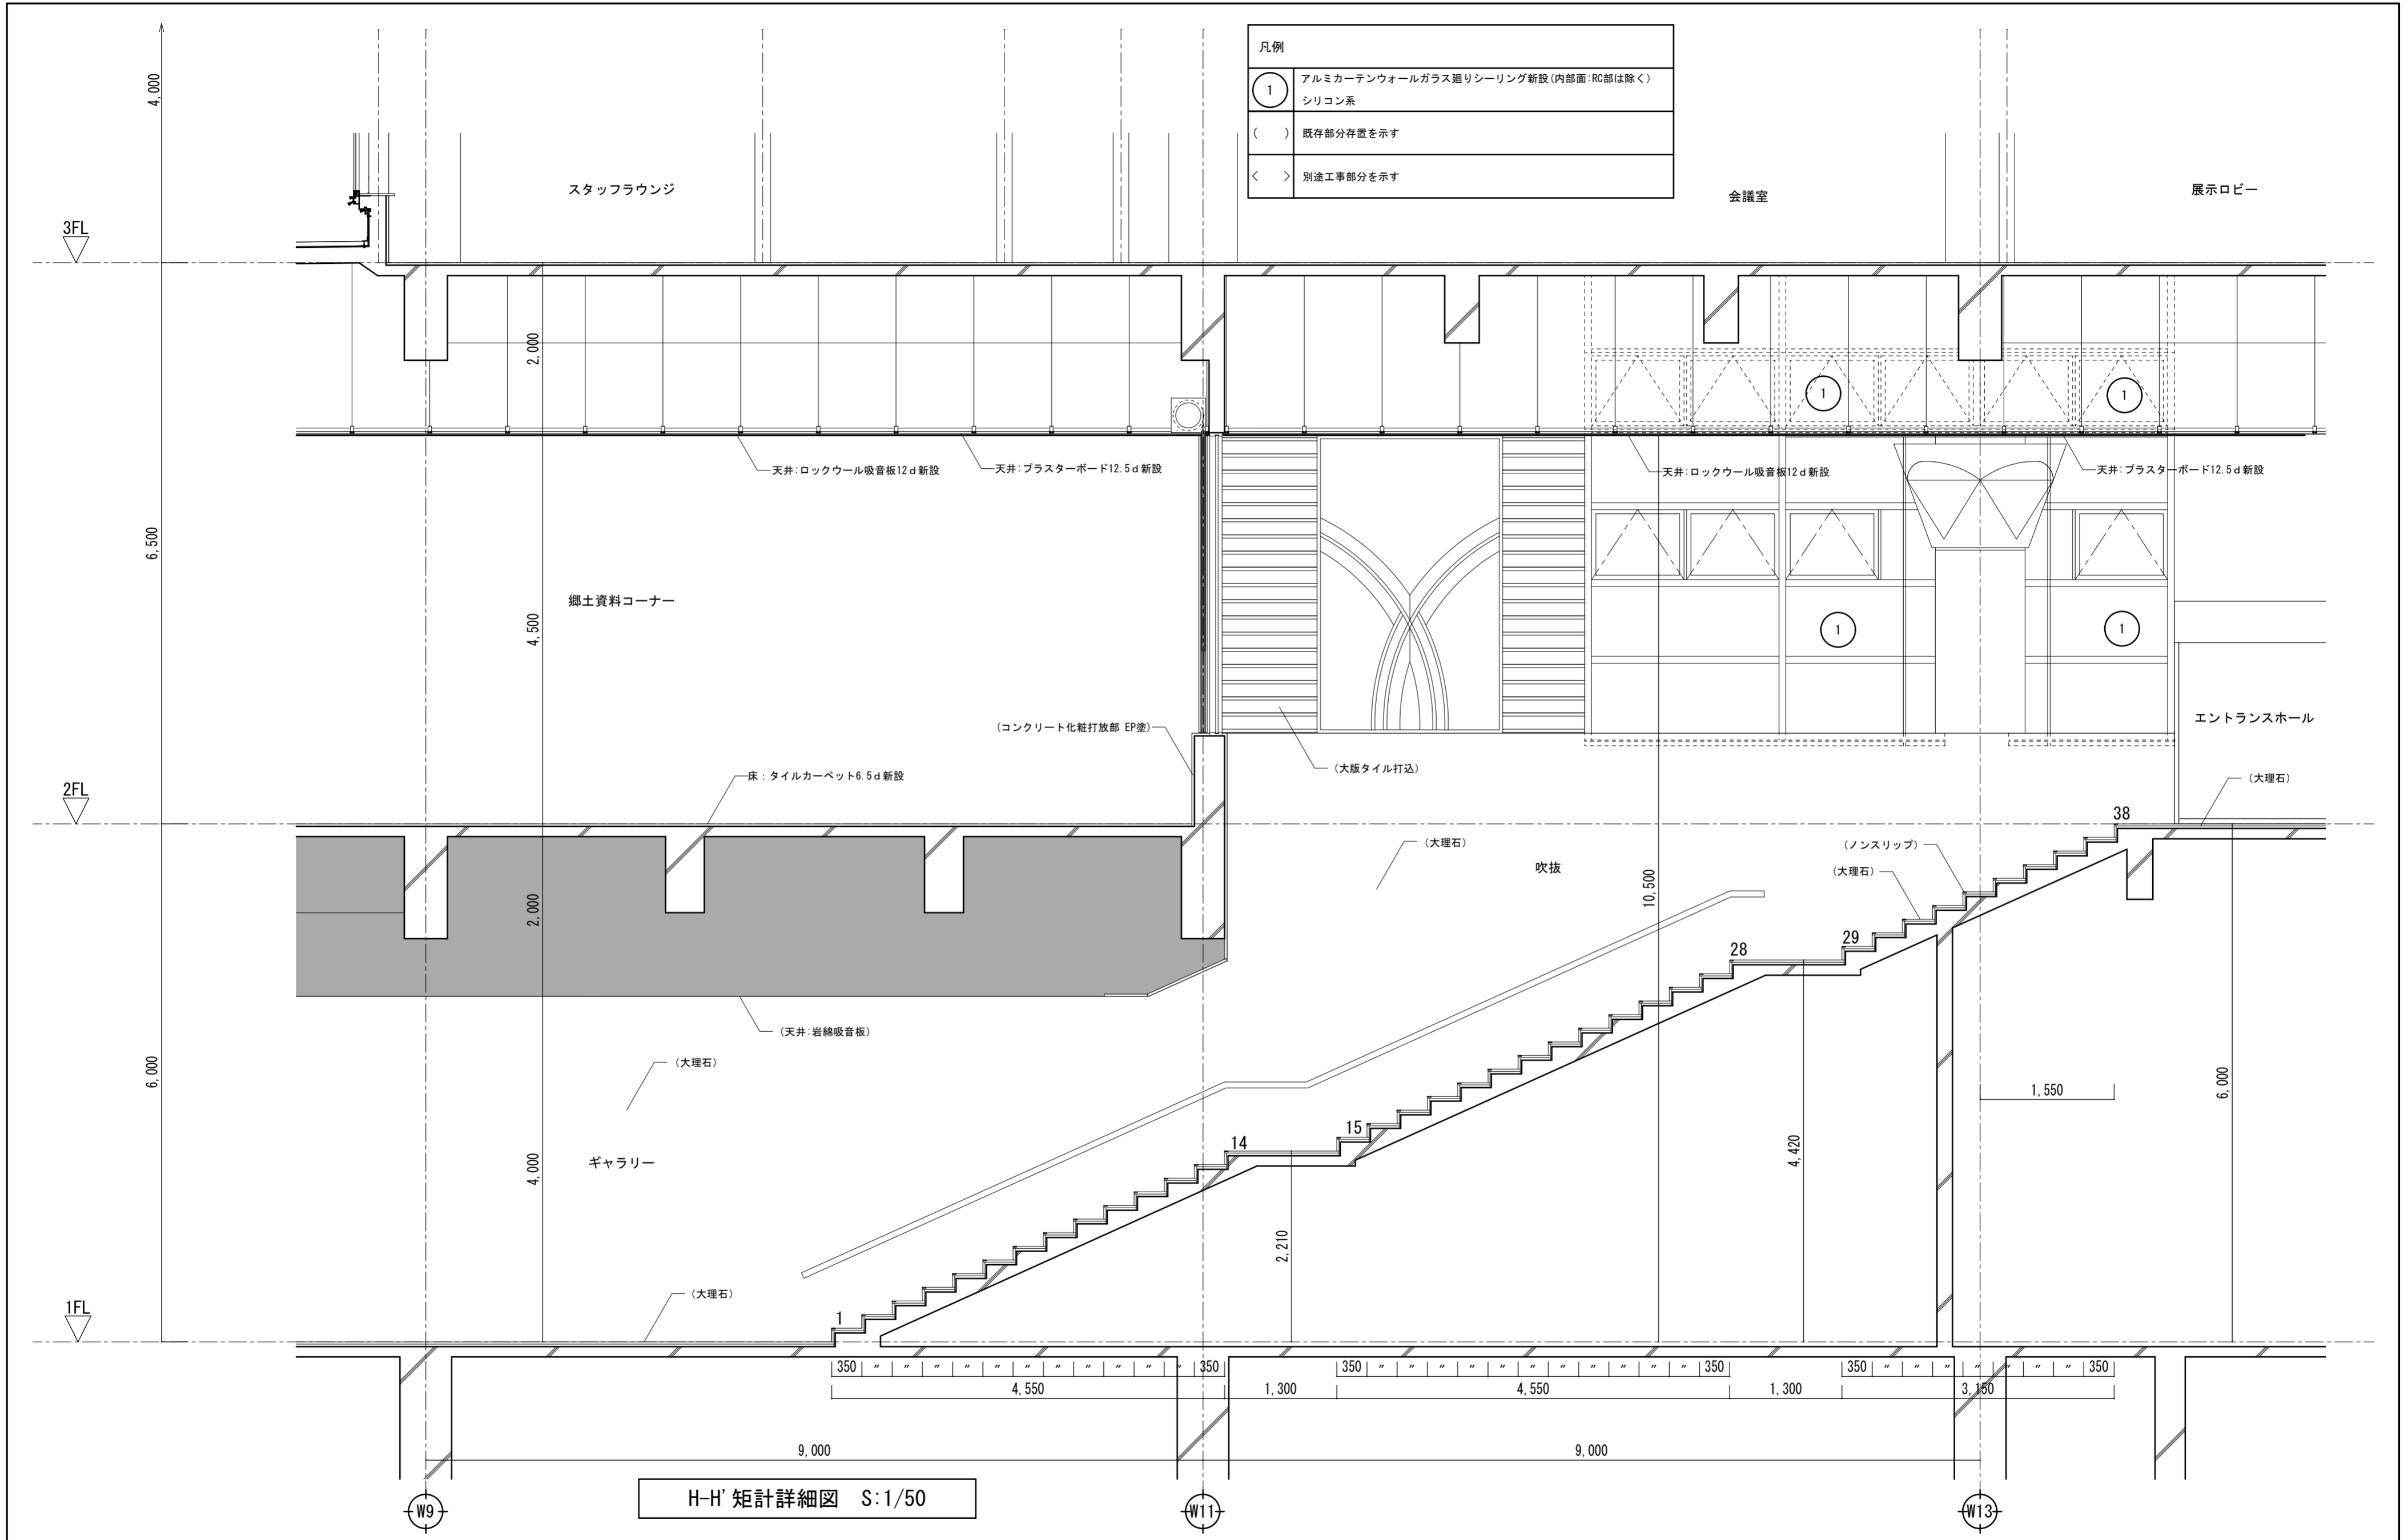 凡例
1 アルミカーテンウォールガラス廻りシーリング新設(内部面:RC部は除く)
シリコン系
( ) 既存部分存置を示す
〈 〉 別途工事部分を示す
4,000
スタッフラウンジ
会議室
展示ロビー
3FL
2,000
1
1
天井:ロックウール吸音板12d新設
天井:プラスターボード12.5d新設
天井:ロックウール吸音板12d新設
天井:プラスターボード12.5d新設
6,500
郷土資料コーナー
4,500
1
1
(コンクリート化粧打放部 EP塗)
エントランスホール
(大版タイル打込)
床:タイルカーペット6.5d新設
(大理石)
2FL
38
(大理石)
吹抜
(ノンスリップ)
(大理石)
2,000
10,500
28
29
(天井:岩綿吸音板)
(大理石)
6,000
1,550
6,000
14
15
4,420
4,000
ギャラリー
2,210
(大理石)
1FL
1
350 〃 〃 〃 〃 〃 〃 〃 〃 〃 〃 〃 350
350 〃 〃 〃 〃 〃 〃 〃 〃 〃 〃 〃 350
350 〃 〃 〃 〃 〃 〃 〃 350
4,550
1,300
4,550
1,300
3,150
9,000
9,000
H-H' 矩計詳細図 S:1/50
W9
W11
W13